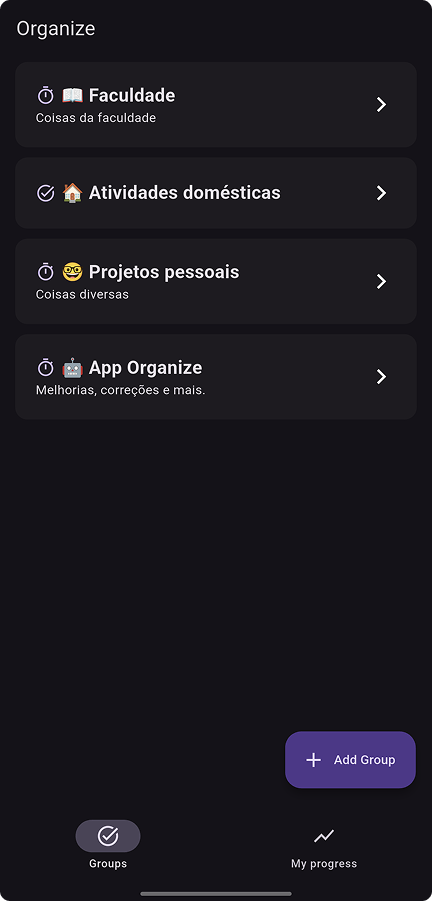 Organize
📖 Faculdade
Coisas da faculdade
🏠 Atividades domésticas
🤓 Projetos pessoais
Coisas diversas
🤖 App Organize
Melhorias, correções e mais.
Add Group
Groups
My progress